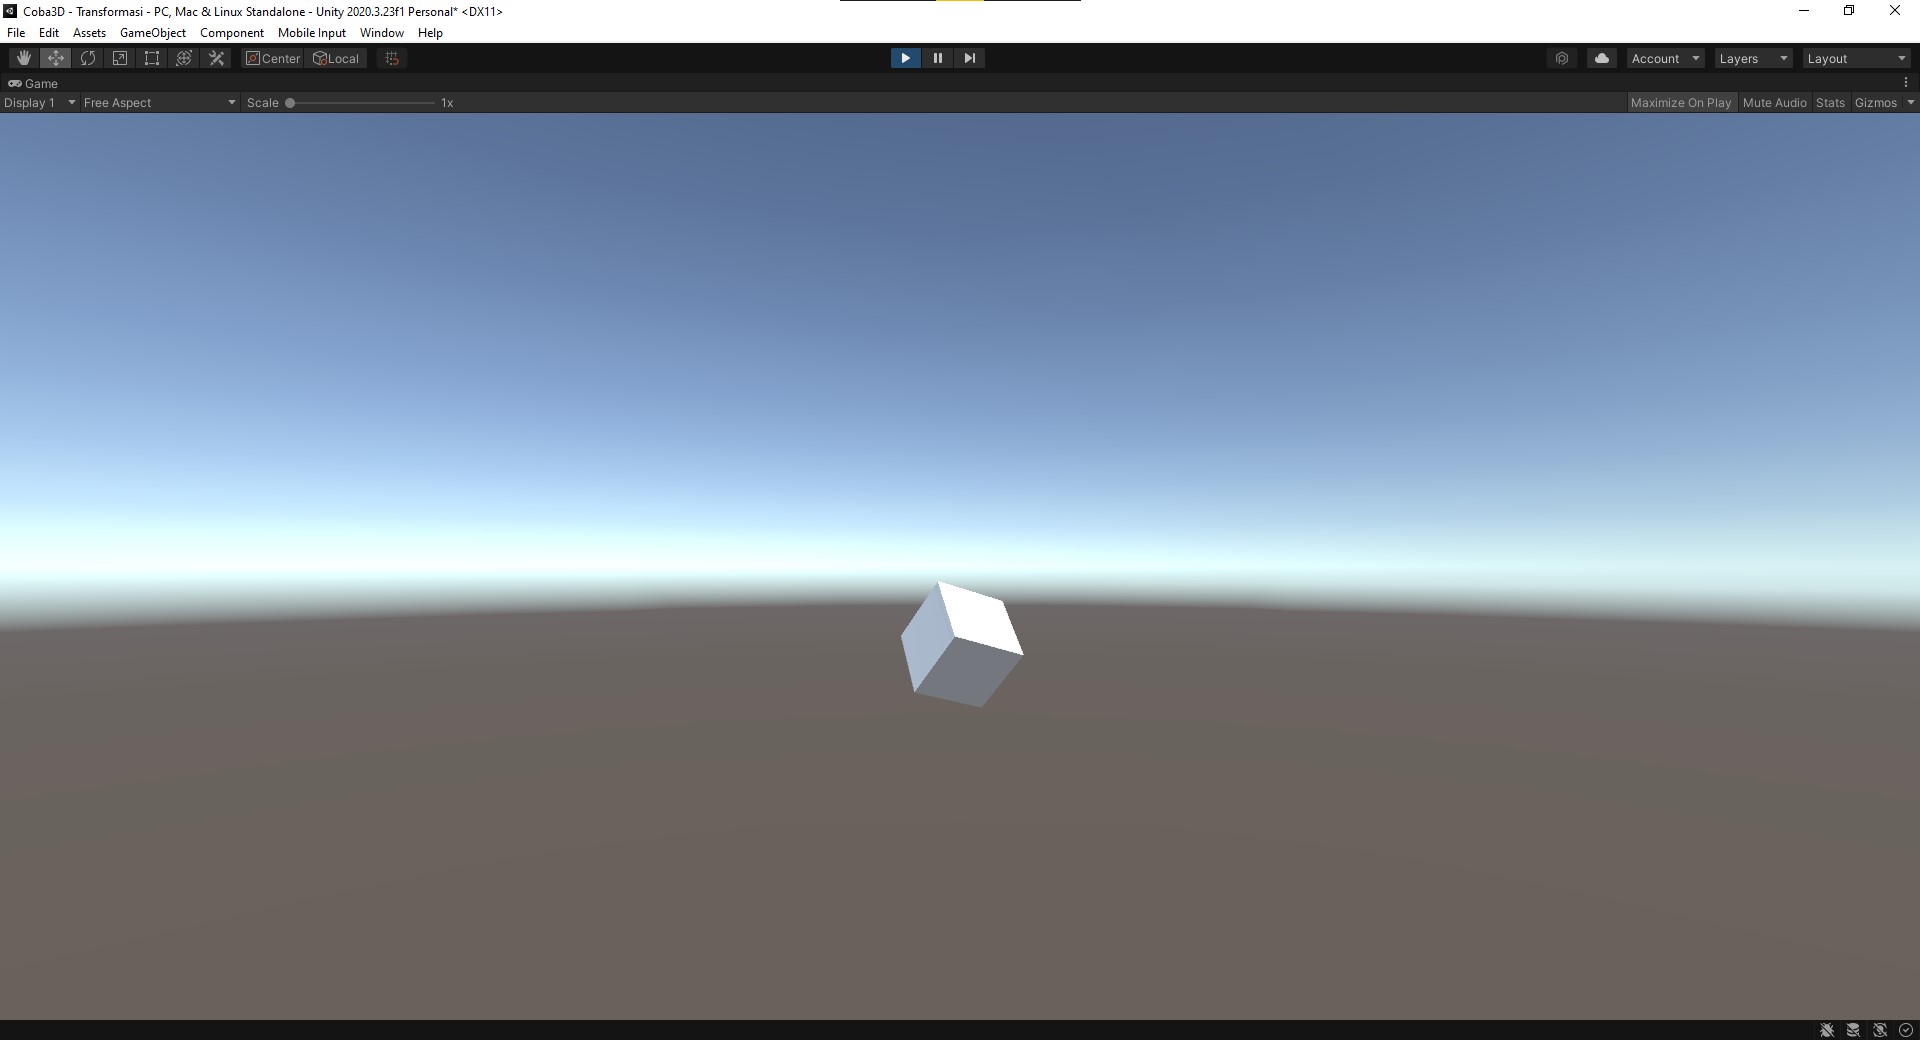 Coba3D - Transformasi - PC, Mac & Linux Standalone - Unity 2020.3.23f1 Personal* <DX11>
File Edit Assets GameObject Component Mobile Input Window Help
Center Local Account Layers Layout
Game
Display 1 Free Aspect Scale 1x Maximize On Play Mute Audio Stats Gizmos